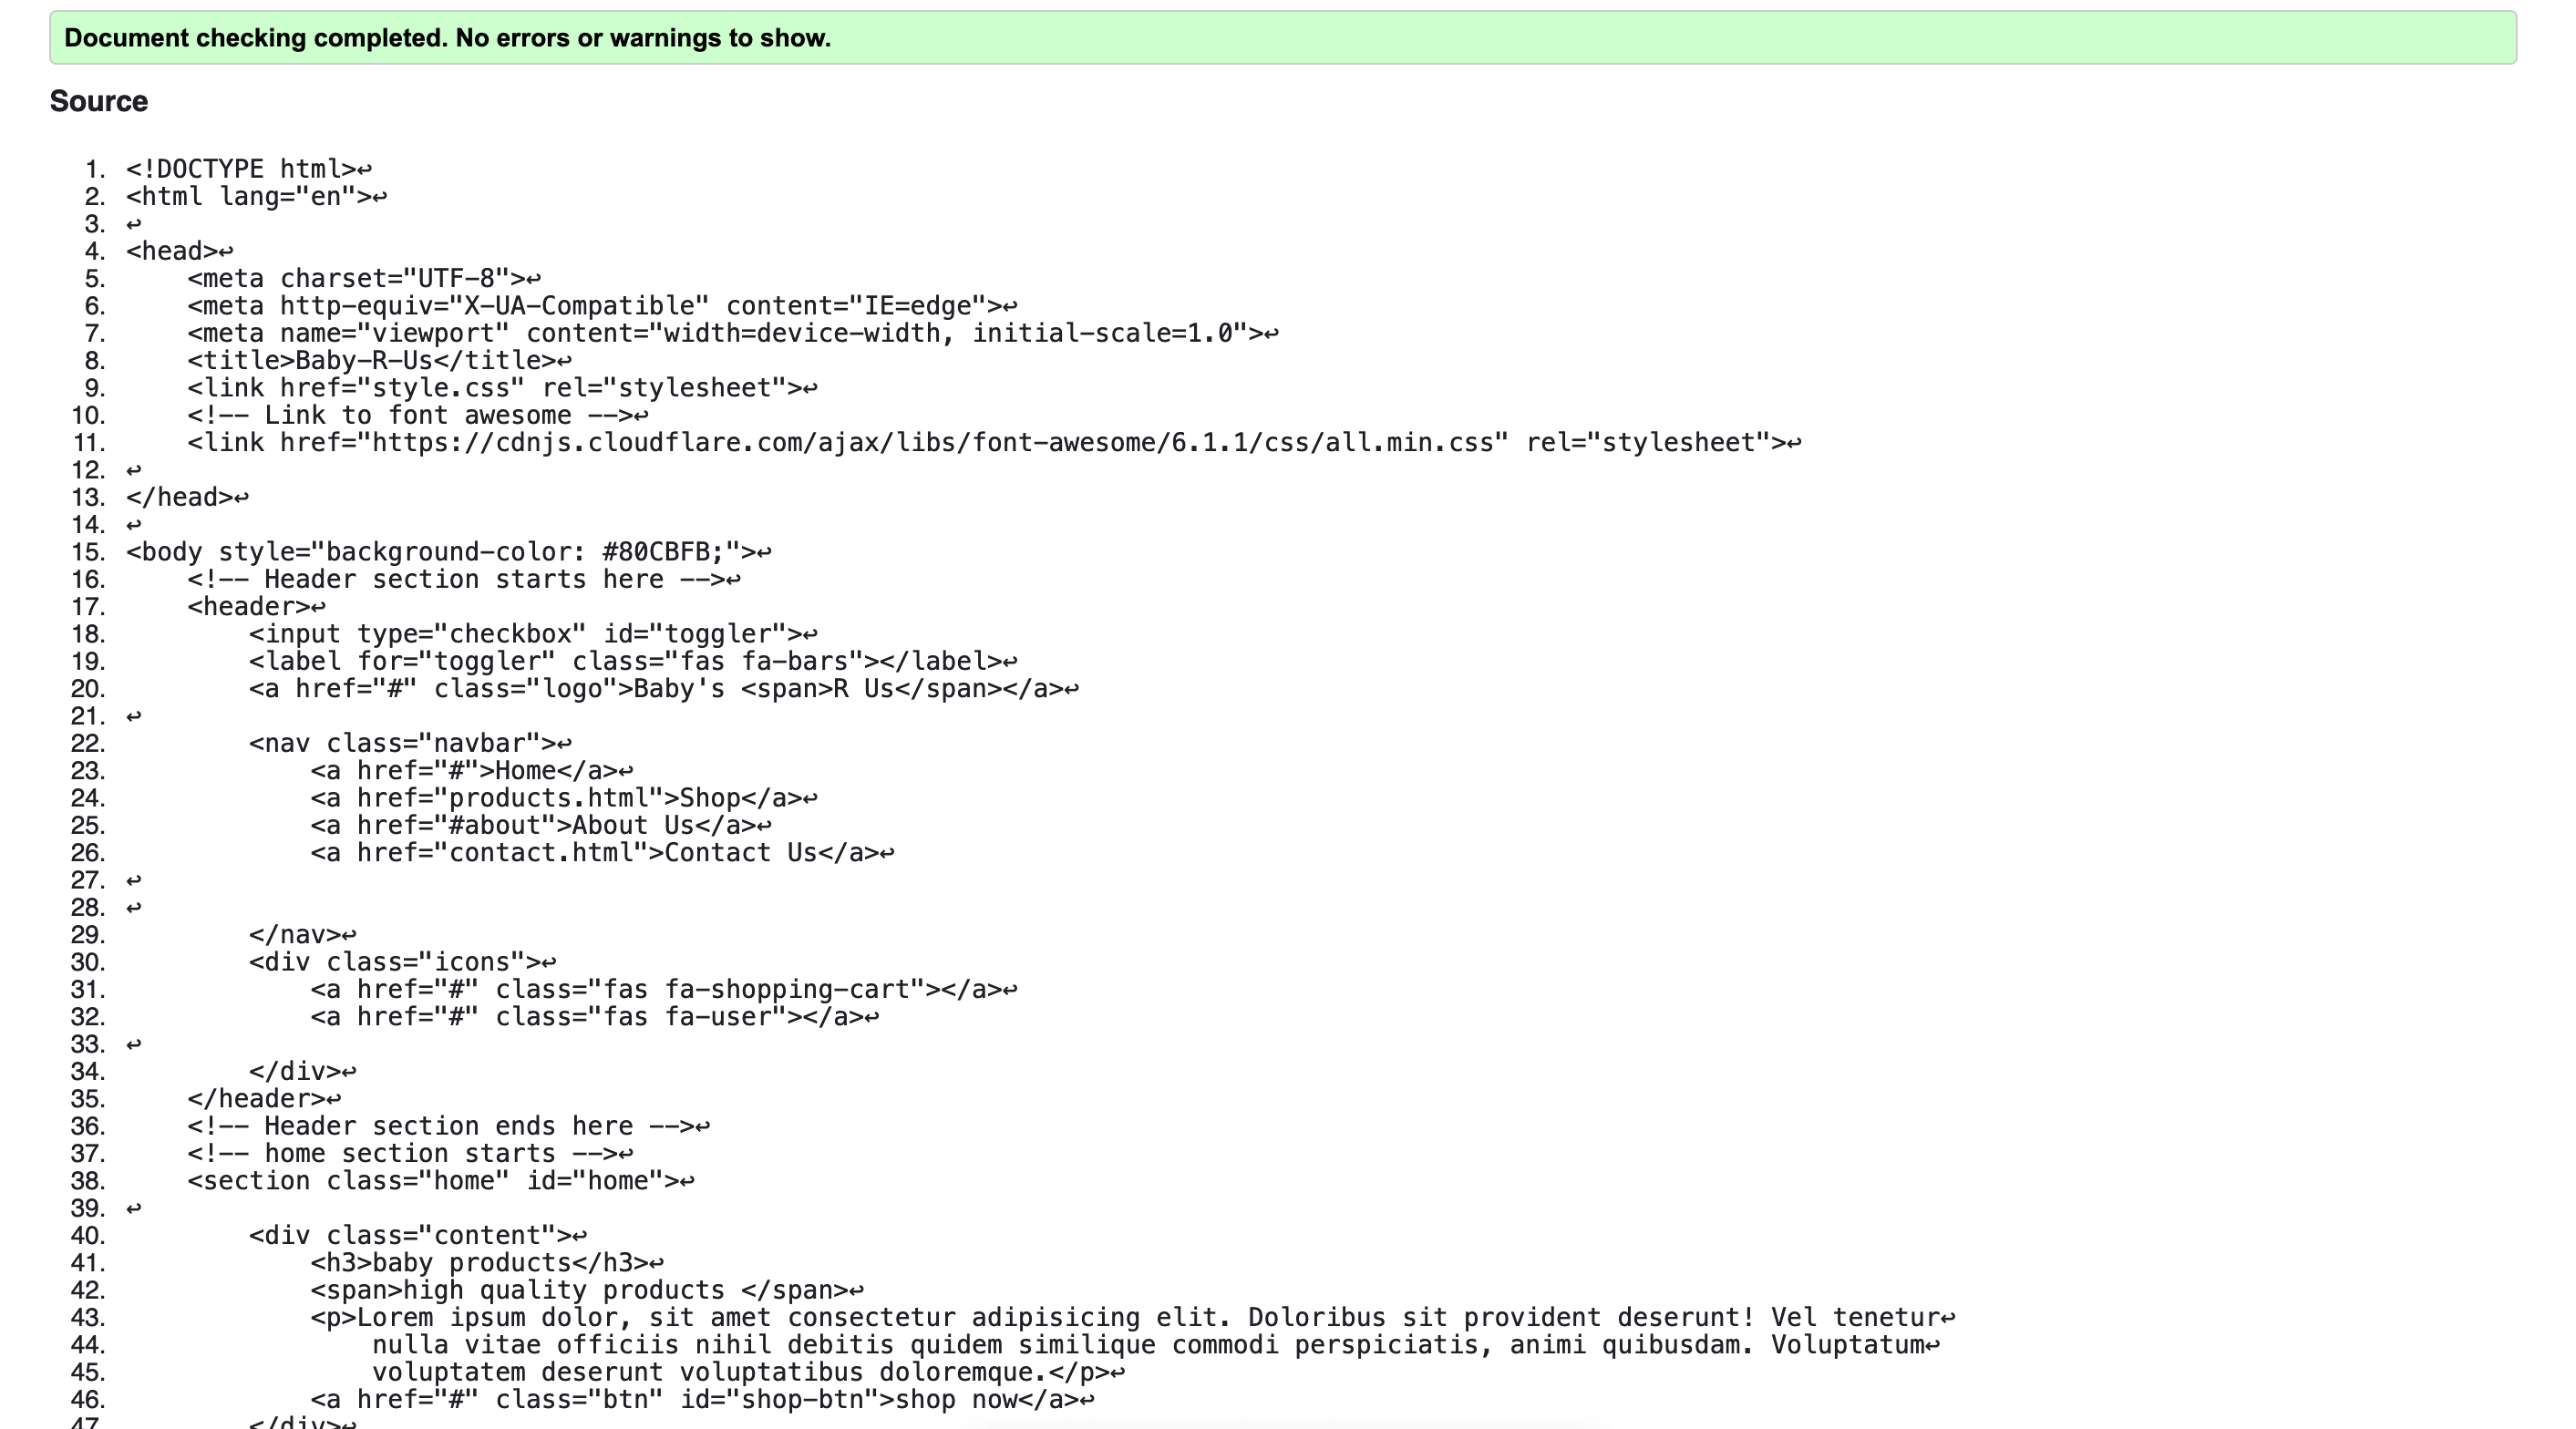 Document checking completed. No errors or warnings to show.
Source
1. <!DOCTYPE html>↩
2. <html lang="en">↩
3. ↩
4. <head>↩
5.     <meta charset="UTF-8">↩
6.     <meta http-equiv="X-UA-Compatible" content="IE=edge">↩
7.     <meta name="viewport" content="width=device-width, initial-scale=1.0">↩
8.     <title>Baby-R-Us</title>↩
9.     <link href="style.css" rel="stylesheet">↩
10.     <!-- Link to font awesome -->↩
11.     <link href="https://cdnjs.cloudflare.com/ajax/libs/font-awesome/6.1.1/css/all.min.css" rel="stylesheet">↩
12. ↩
13. </head>↩
14. ↩
15. <body style="background-color: #80CBFB;">↩
16.     <!-- Header section starts here -->↩
17.     <header>↩
18.         <input type="checkbox" id="toggler">↩
19.         <label for="toggler" class="fas fa-bars"></label>↩
20.         <a href="#" class="logo">Baby's <span>R Us</span></a>↩
21. ↩
22.         <nav class="navbar">↩
23.             <a href="#">Home</a>↩
24.             <a href="products.html">Shop</a>↩
25.             <a href="#about">About Us</a>↩
26.             <a href="contact.html">Contact Us</a>↩
27. ↩
28. ↩
29.         </nav>↩
30.         <div class="icons">↩
31.             <a href="#" class="fas fa-shopping-cart"></a>↩
32.             <a href="#" class="fas fa-user"></a>↩
33. ↩
34.         </div>↩
35.     </header>↩
36.     <!-- Header section ends here -->↩
37.     <!-- home section starts -->↩
38.     <section class="home" id="home">↩
39. ↩
40.         <div class="content">↩
41.             <h3>baby products</h3>↩
42.             <span>high quality products </span>↩
43.             <p>Lorem ipsum dolor, sit amet consectetur adipisicing elit. Doloribus sit provident deserunt! Vel tenetur↩
44.                 nulla vitae officiis nihil debitis quidem similique commodi perspiciatis, animi quibusdam. Voluptatum↩
45.                 voluptatem deserunt voluptatibus doloremque.</p>↩
46.             <a href="#" class="btn" id="shop-btn">shop now</a>↩
47.         </div>↩